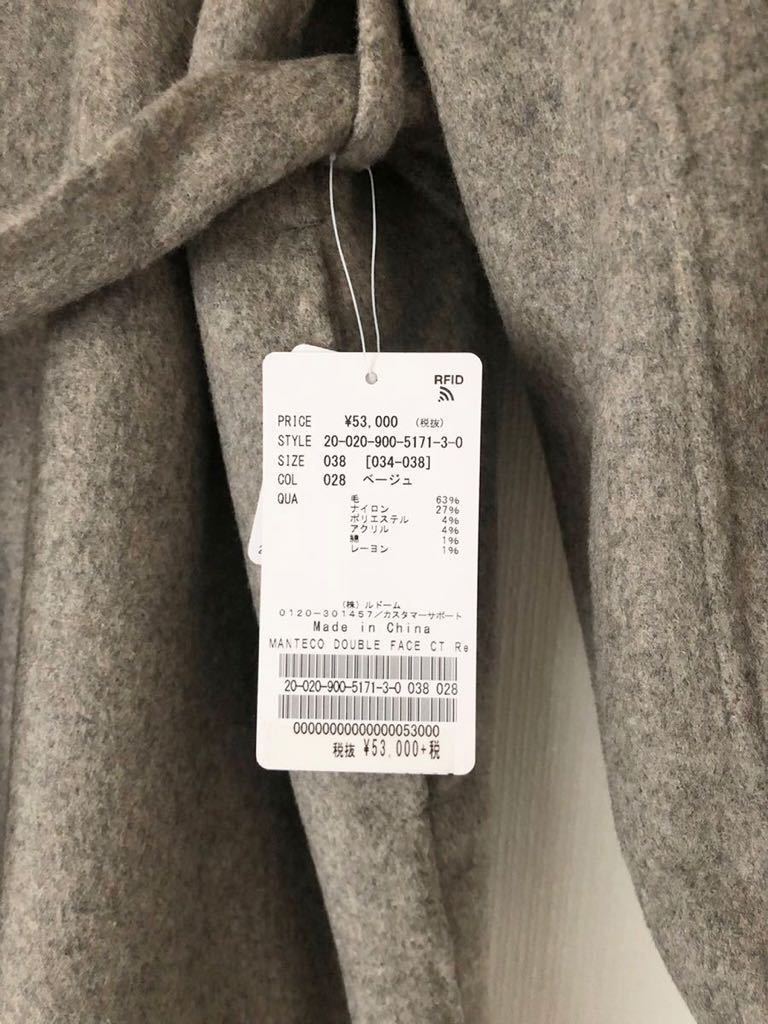 RFID
PRICE ¥53,000 (税抜)
STYLE 20-020-900-5171-3-0
SIZE 038 [034-038]
COL 028 ベージュ
QUA 毛 63%
ナイロン 27%
ポリエステル 4%
アクリル 4%
綿 1%
レーヨン 1%
(株)ルドーム
0120-301457/カスタマーサポート
Made in China
MANTECO DOUBLE FACE CT Re
20-020-900-5171-3-0 038 028
00000000000000053000
税抜 ¥53,000+税
2